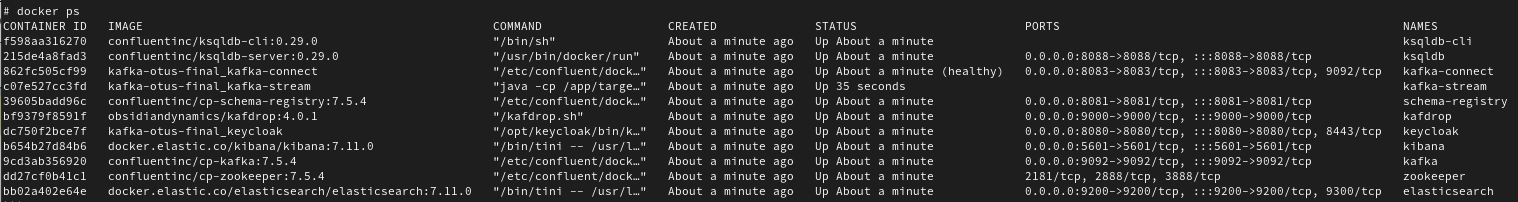 # docker ps
CONTAINER ID   IMAGE                                                 COMMAND                  CREATED              STATUS                        PORTS                                                 NAMES
f598aa316270   confluentinc/ksqldb-cli:0.29.0                        "/bin/sh"                About a minute ago   Up About a minute                                                                   ksqldb-cli
215de4a8fad3   confluentinc/ksqldb-server:0.29.0                     "/usr/bin/docker/run"    About a minute ago   Up About a minute             0.0.0.0:8088->8088/tcp, :::8088->8088/tcp             ksqldb
862fc505cf99   kafka-otus-final_kafka-connect                        "/etc/confluent/dock…"   About a minute ago   Up About a minute (healthy)   0.0.0.0:8083->8083/tcp, :::8083->8083/tcp, 9092/tcp   kafka-connect
c07e527cc3fd   kafka-otus-final_kafka-stream                         "java -cp /app/targe…"   About a minute ago   Up 35 seconds                                                                       kafka-stream
39605badd96c   confluentinc/cp-schema-registry:7.5.4                 "/etc/confluent/dock…"   About a minute ago   Up About a minute             0.0.0.0:8081->8081/tcp, :::8081->8081/tcp             schema-registry
bf9379f8591f   obsidiandynamics/kafdrop:4.0.1                        "/kafdrop.sh"            About a minute ago   Up About a minute             0.0.0.0:9000->9000/tcp, :::9000->9000/tcp             kafdrop
dc750f2bce7f   kafka-otus-final_keycloak                             "/opt/keycloak/bin/k…"   About a minute ago   Up About a minute             0.0.0.0:8080->8080/tcp, :::8080->8080/tcp, 8443/tcp   keycloak
b654b27d84b6   docker.elastic.co/kibana/kibana:7.11.0                "/bin/tini -- /usr/l…"   About a minute ago   Up About a minute             0.0.0.0:5601->5601/tcp, :::5601->5601/tcp             kibana
9cd3ab356920   confluentinc/cp-kafka:7.5.4                           "/etc/confluent/dock…"   About a minute ago   Up About a minute             0.0.0.0:9092->9092/tcp, :::9092->9092/tcp             kafka
dd27cf0b41c1   confluentinc/cp-zookeeper:7.5.4                       "/etc/confluent/dock…"   About a minute ago   Up About a minute             2181/tcp, 2888/tcp, 3888/tcp                          zookeeper
bb02a402e64e   docker.elastic.co/elasticsearch/elasticsearch:7.11.0   "/bin/tini -- /usr/l…"   About a minute ago   Up About a minute             0.0.0.0:9200->9200/tcp, :::9200->9200/tcp, 9300/tcp   elasticsearch